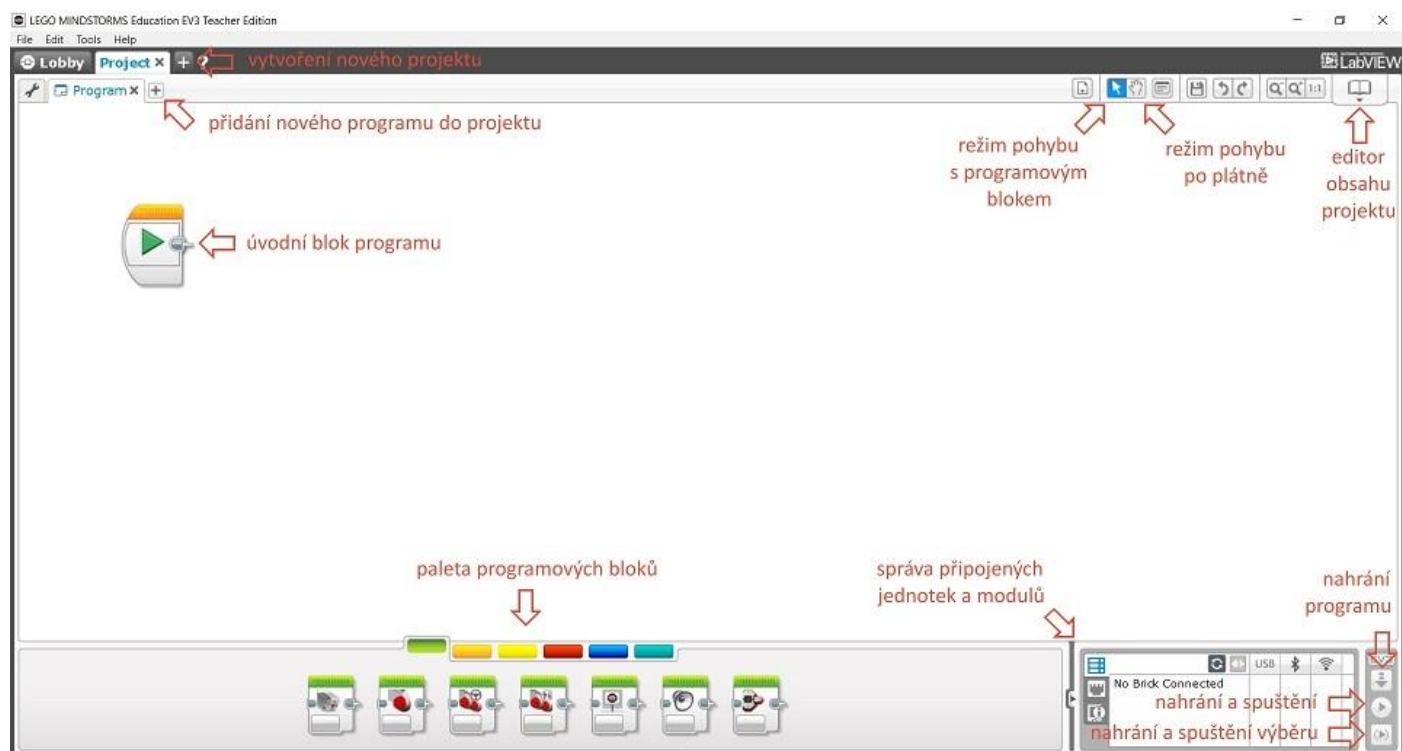 LEGO MINDSTORMS Education EV3 Teacher Edition
File Edit Tools Help
Lobby Project × + ? vytvoření nového projektu LabVIEW
Program × + 1:1
přidání nového programu do projektu
režim pohybu
s programovým
blokem
režim pohybu
po plátně
editor
obsahu
projektu
úvodní blok programu
paleta programových bloků
správa připojených
jednotek a modulů
nahrání
programu
USB
No Brick Connected
nahrání a spuštění
nahrání a spuštění výběru